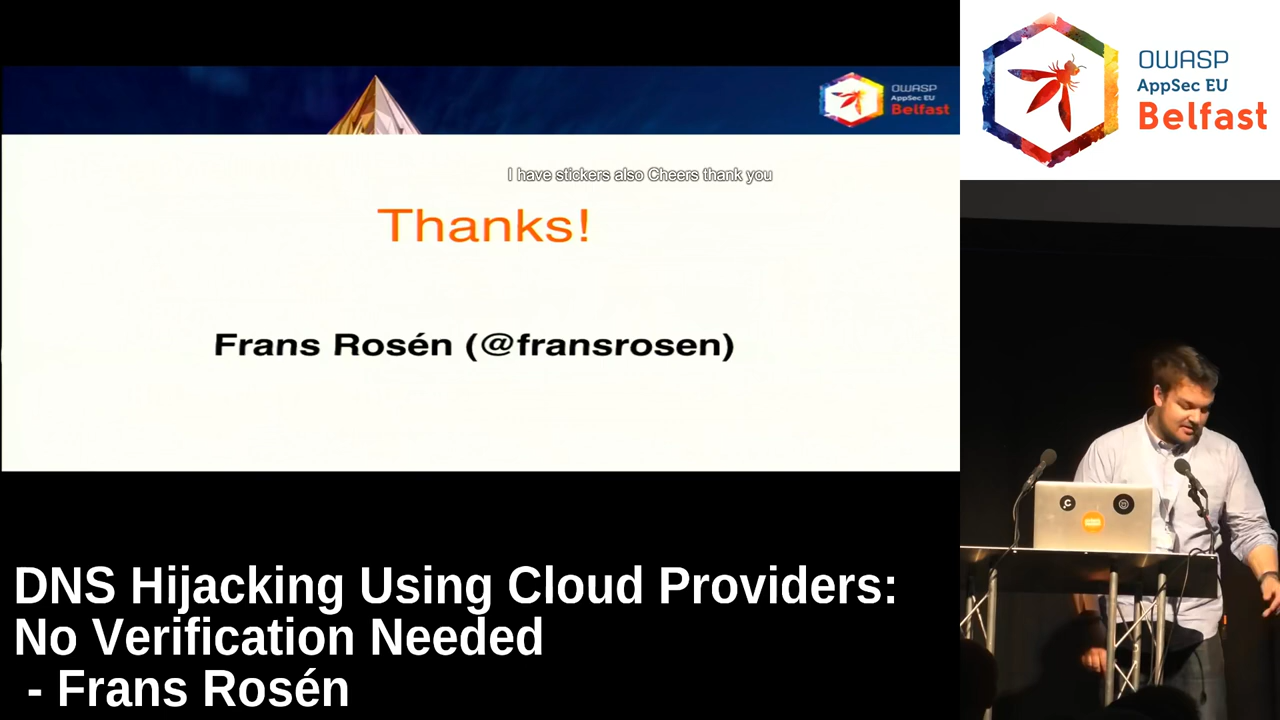 OWASP
AppSec EU
Belfast
OWASP
AppSec EU
Belfast
I have stickers also Cheers thank you
Thanks!
Frans Rosén (@fransrosen)
DNS Hijacking Using Cloud Providers:
No Verification Needed
- Frans Rosén